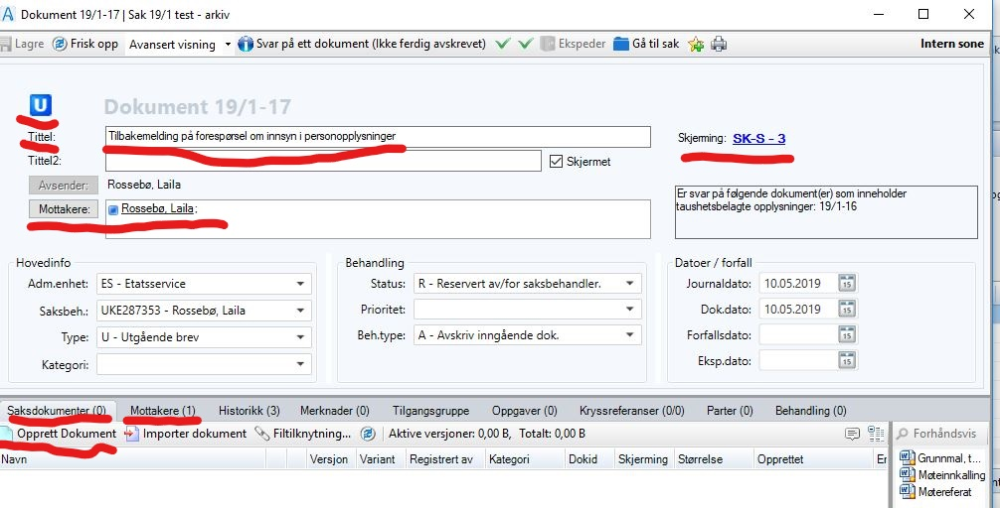 Dokument 19/1-17 | Sak 19/1 test - arkiv
Lagre Frisk opp Avansert visning Svar på ett dokument (Ikke ferdig avskrevet) Ekspeder Gå til sak Intern sone
U Dokument 19/1-17
Tittel: Tilbakemelding på forespørsel om innsyn i personopplysninger Skjerming: SK-S - 3
Tittel2: Skjermet
Avsender: Rossebø, Laila
Mottakere: Rossebø, Laila;
Er svar på følgende dokument(er) som inneholder
taushetsbelagte opplysninger: 19/1-16
Hovedinfo Behandling Datoer / forfall
Adm.enhet: ES - Etatsservice Status: R - Reservert av/for saksbehandler. Journaldato: 10.05.2019 15
Saksbeh.: UKE287353 - Rossebø, Laila Prioritet: Dok.dato: 10.05.2019 15
Type: U - Utgående brev Beh.type: A - Avskriv inngående dok. Forfallsdato: 15
Kategori: Eksp.dato: 15
Saksdokumenter (0) Mottakere (1) Historikk (3) Merknader (0) Tilgangsgruppe Oppgaver (0) Kryssreferanser (0/0) Parter (0) Behandling (0)
Opprett Dokument Importer dokument Filtilknytning... Aktive versjoner: 0,00 B, Totalt: 0,00 B Forhåndsvis
Navn Versjon Variant Registrert av Kategori Dokid Skjerming Størrelse Opprettet Er
Grunnmal, t...
Møteinnkalling
Møtereferat